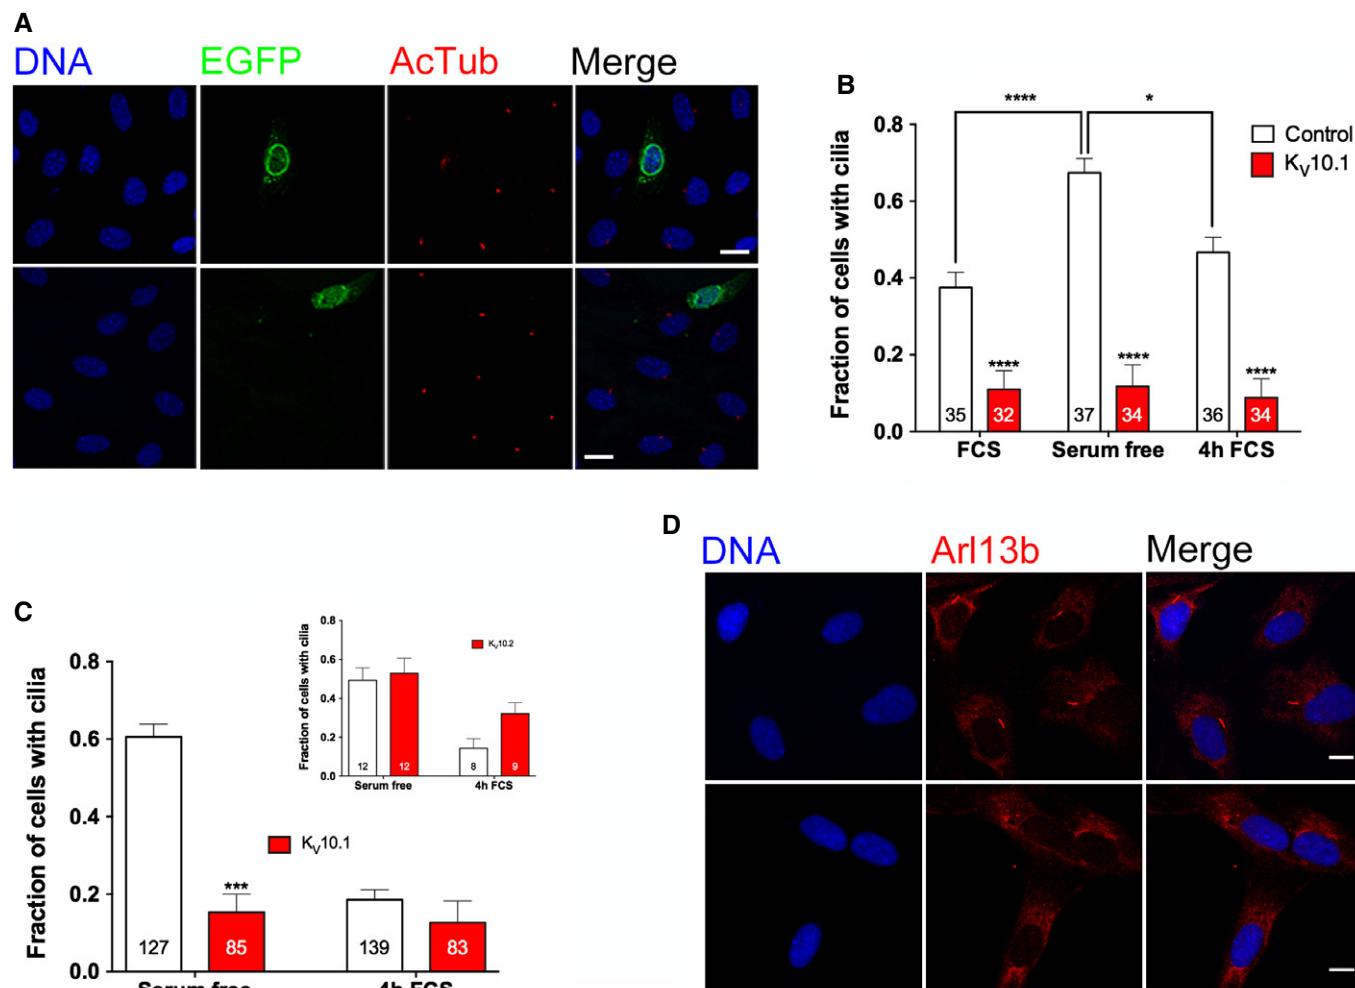 A
DNA EGFP AcTub Merge
B
**** *
Control
KV10.1
Fraction of cells with cilia
0.8
0.6
0.4
0.2
0.0
**** **** ****
35 32 37 34 36 34
FCS Serum free 4h FCS
C
Fraction of cells with cilia
0.8
0.6
0.4
0.2
0.0
KV10.1
***
127 85 139 83
Serum free 4h FCS
Fraction of cells with cilia
0.8
0.6
0.4
0.2
0.0
KV10.2
12 12 8 9
Serum free 4h FCS
D
DNA Arl13b Merge